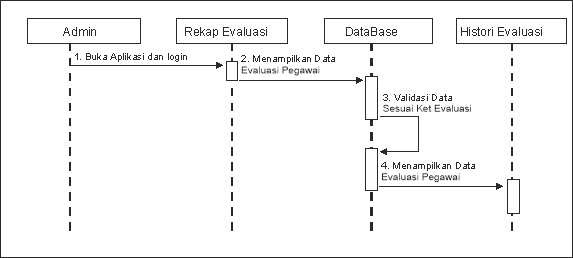 Admin
Rekap Evaluasi
DataBase
Histori Evaluasi
1. Buka Aplikasi dan login
2. Menampilkan Data
Evaluasi Pegawai
3. Validasi Data
Sesuai Ket Evaluasi
4. Menampilkan Data
Evaluasi Pegawai